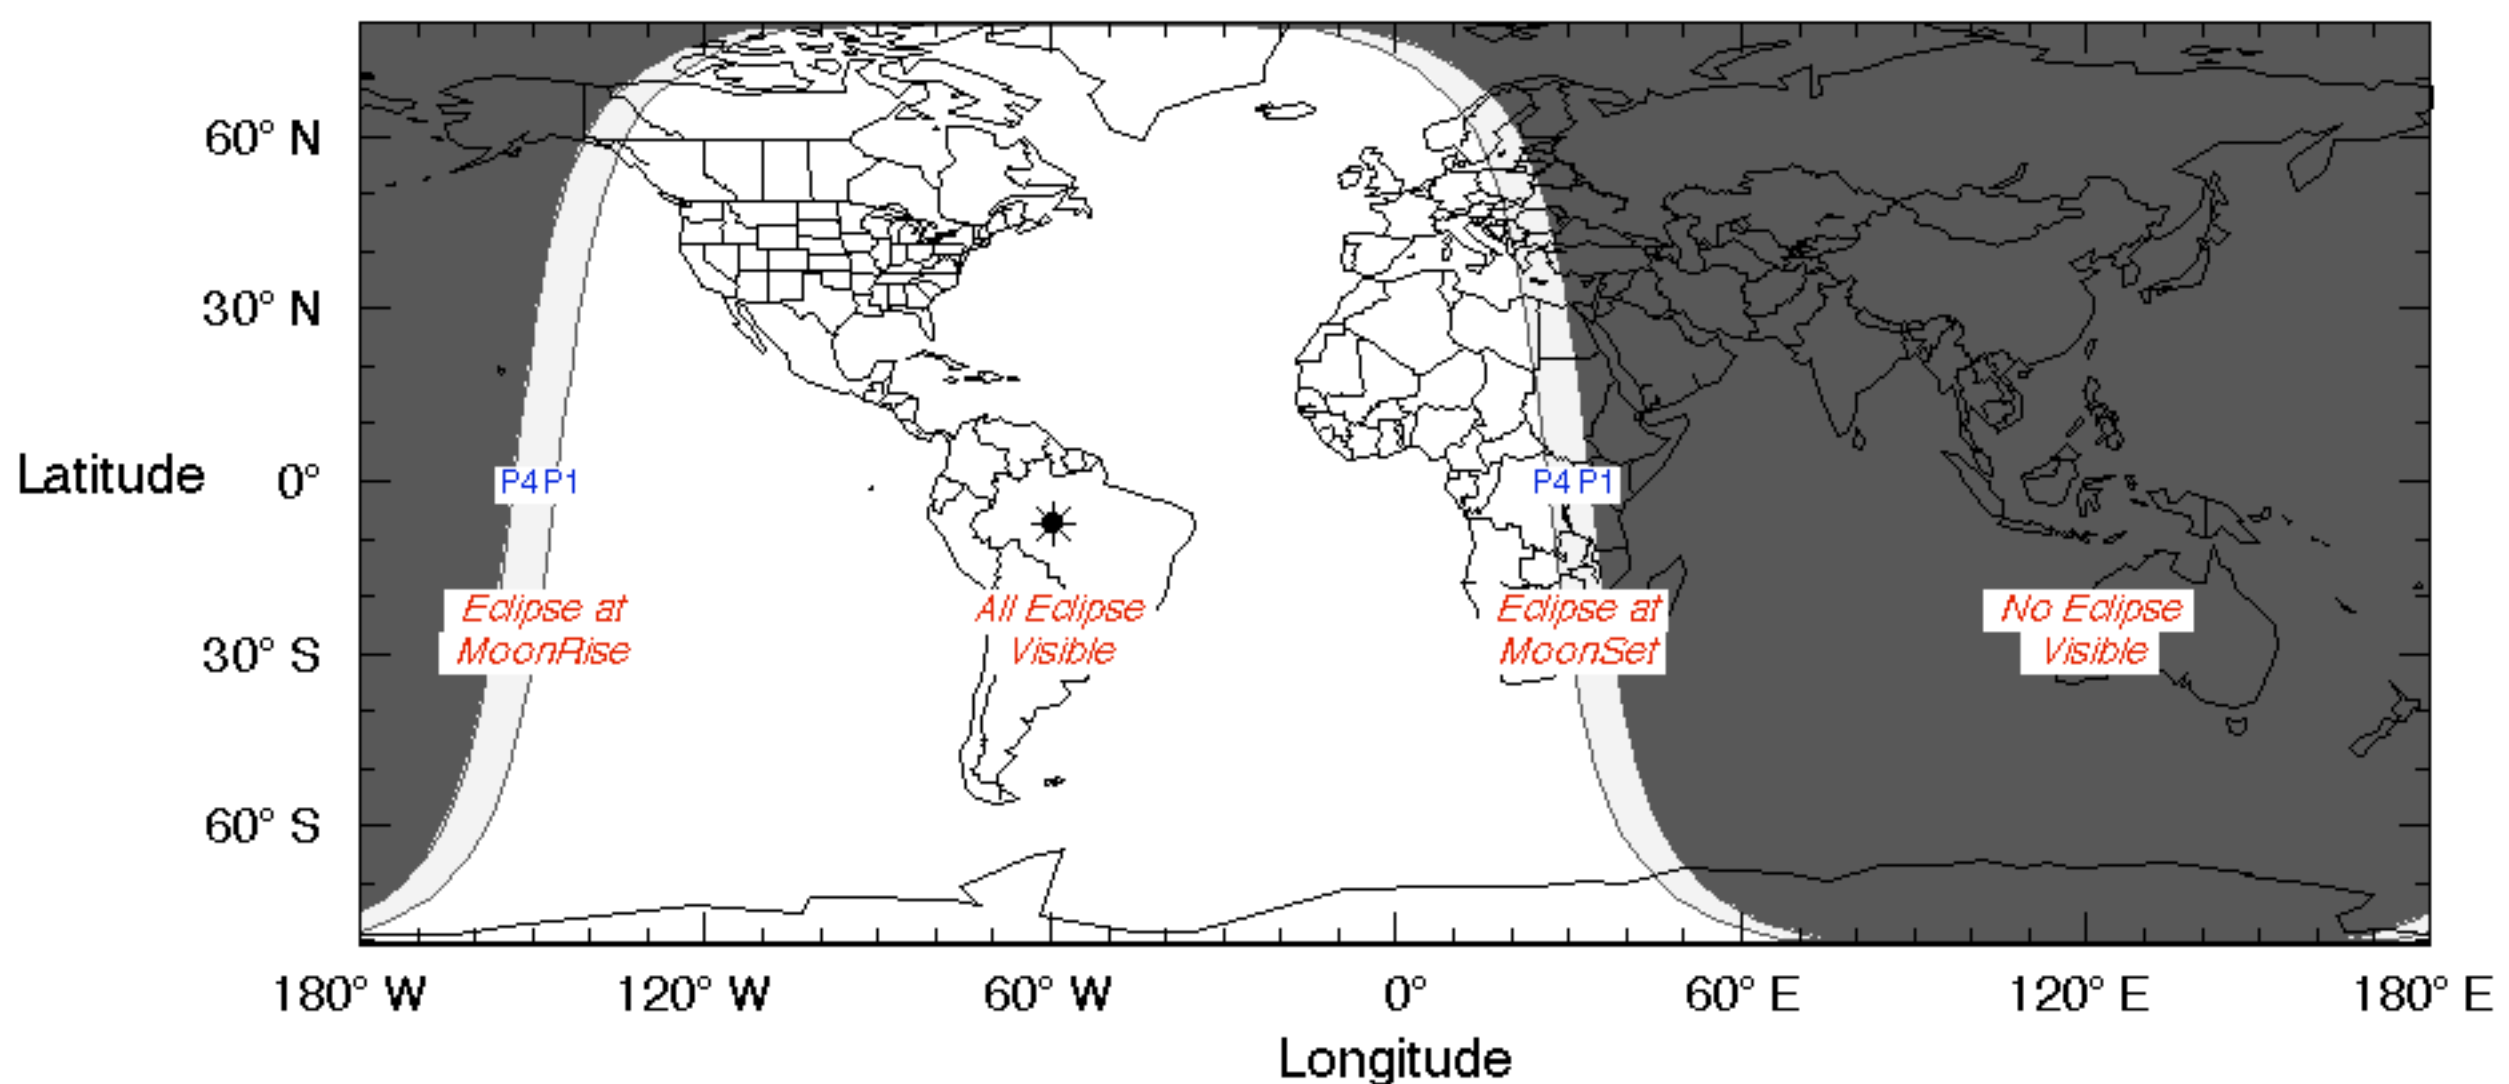 60° N
30° N
Latitude 0°
P4 P1
P4 P1
Eclipse at
MoonRise
All Eclipse
Visible
Eclipse at
MoonSet
No Eclipse
Visible
30° S
60° S
180° W
120° W
60° W
0°
60° E
120° E
180° E
Longitude